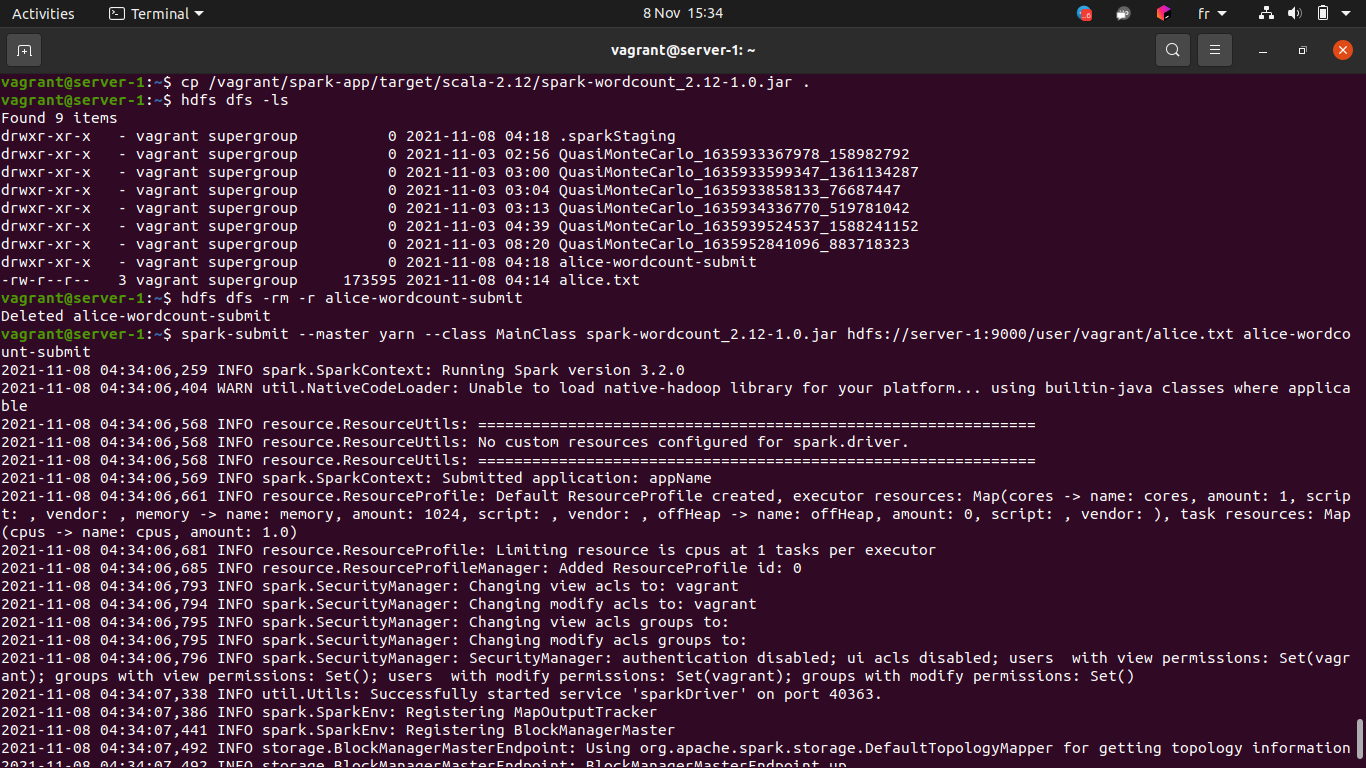 Activities Terminal 8 Nov 15:34 fr
vagrant@server-1: ~
vagrant@server-1:~$ cp /vagrant/spark-app/target/scala-2.12/spark-wordcount_2.12-1.0.jar .
vagrant@server-1:~$ hdfs dfs -ls
Found 9 items
drwxr-xr-x   - vagrant supergroup          0 2021-11-08 04:18 .sparkStaging
drwxr-xr-x   - vagrant supergroup          0 2021-11-03 02:56 QuasiMonteCarlo_1635933367978_158982792
drwxr-xr-x   - vagrant supergroup          0 2021-11-03 03:00 QuasiMonteCarlo_1635933599347_1361134287
drwxr-xr-x   - vagrant supergroup          0 2021-11-03 03:04 QuasiMonteCarlo_1635933858133_76687447
drwxr-xr-x   - vagrant supergroup          0 2021-11-03 03:13 QuasiMonteCarlo_1635934336770_519781042
drwxr-xr-x   - vagrant supergroup          0 2021-11-03 04:39 QuasiMonteCarlo_1635939524537_1588241152
drwxr-xr-x   - vagrant supergroup          0 2021-11-03 08:20 QuasiMonteCarlo_1635952841096_883718323
drwxr-xr-x   - vagrant supergroup          0 2021-11-08 04:18 alice-wordcount-submit
-rw-r--r--   3 vagrant supergroup     173595 2021-11-08 04:14 alice.txt
vagrant@server-1:~$ hdfs dfs -rm -r alice-wordcount-submit
Deleted alice-wordcount-submit
vagrant@server-1:~$ spark-submit --master yarn --class MainClass spark-wordcount_2.12-1.0.jar hdfs://server-1:9000/user/vagrant/alice.txt alice-wordco
unt-submit
2021-11-08 04:34:06,259 INFO spark.SparkContext: Running Spark version 3.2.0
2021-11-08 04:34:06,404 WARN util.NativeCodeLoader: Unable to load native-hadoop library for your platform... using builtin-java classes where applica
ble
2021-11-08 04:34:06,568 INFO resource.ResourceUtils: ==============================================================
2021-11-08 04:34:06,568 INFO resource.ResourceUtils: No custom resources configured for spark.driver.
2021-11-08 04:34:06,568 INFO resource.ResourceUtils: ==============================================================
2021-11-08 04:34:06,569 INFO spark.SparkContext: Submitted application: appName
2021-11-08 04:34:06,661 INFO resource.ResourceProfile: Default ResourceProfile created, executor resources: Map(cores -> name: cores, amount: 1, scrip
t: , vendor: , memory -> name: memory, amount: 1024, script: , vendor: , offHeap -> name: offHeap, amount: 0, script: , vendor: ), task resources: Map
(cpus -> name: cpus, amount: 1.0)
2021-11-08 04:34:06,681 INFO resource.ResourceProfile: Limiting resource is cpus at 1 tasks per executor
2021-11-08 04:34:06,685 INFO resource.ResourceProfileManager: Added ResourceProfile id: 0
2021-11-08 04:34:06,793 INFO spark.SecurityManager: Changing view acls to: vagrant
2021-11-08 04:34:06,794 INFO spark.SecurityManager: Changing modify acls to: vagrant
2021-11-08 04:34:06,795 INFO spark.SecurityManager: Changing view acls groups to:
2021-11-08 04:34:06,795 INFO spark.SecurityManager: Changing modify acls groups to:
2021-11-08 04:34:06,796 INFO spark.SecurityManager: SecurityManager: authentication disabled; ui acls disabled; users  with view permissions: Set(vagr
ant); groups with view permissions: Set(); users  with modify permissions: Set(vagrant); groups with modify permissions: Set()
2021-11-08 04:34:07,338 INFO util.Utils: Successfully started service 'sparkDriver' on port 40363.
2021-11-08 04:34:07,386 INFO spark.SparkEnv: Registering MapOutputTracker
2021-11-08 04:34:07,441 INFO spark.SparkEnv: Registering BlockManagerMaster
2021-11-08 04:34:07,492 INFO storage.BlockManagerMasterEndpoint: Using org.apache.spark.storage.DefaultTopologyMapper for getting topology information
2021-11-08 04:34:07,492 INFO storage.BlockManagerMasterEndpoint: BlockManagerMasterEndpoint up